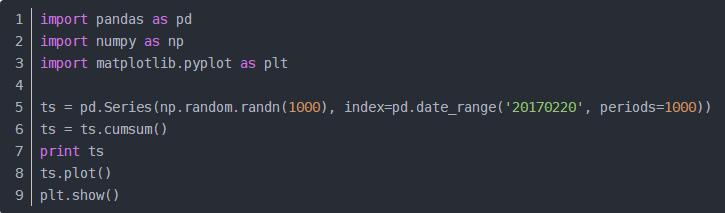 1 import pandas as pd
2 import numpy as np
3 import matplotlib.pyplot as plt
4
5 ts = pd.Series(np.random.randn(1000), index=pd.date_range('20170220', periods=1000))
6 ts = ts.cumsum()
7 print ts
8 ts.plot()
9 plt.show()